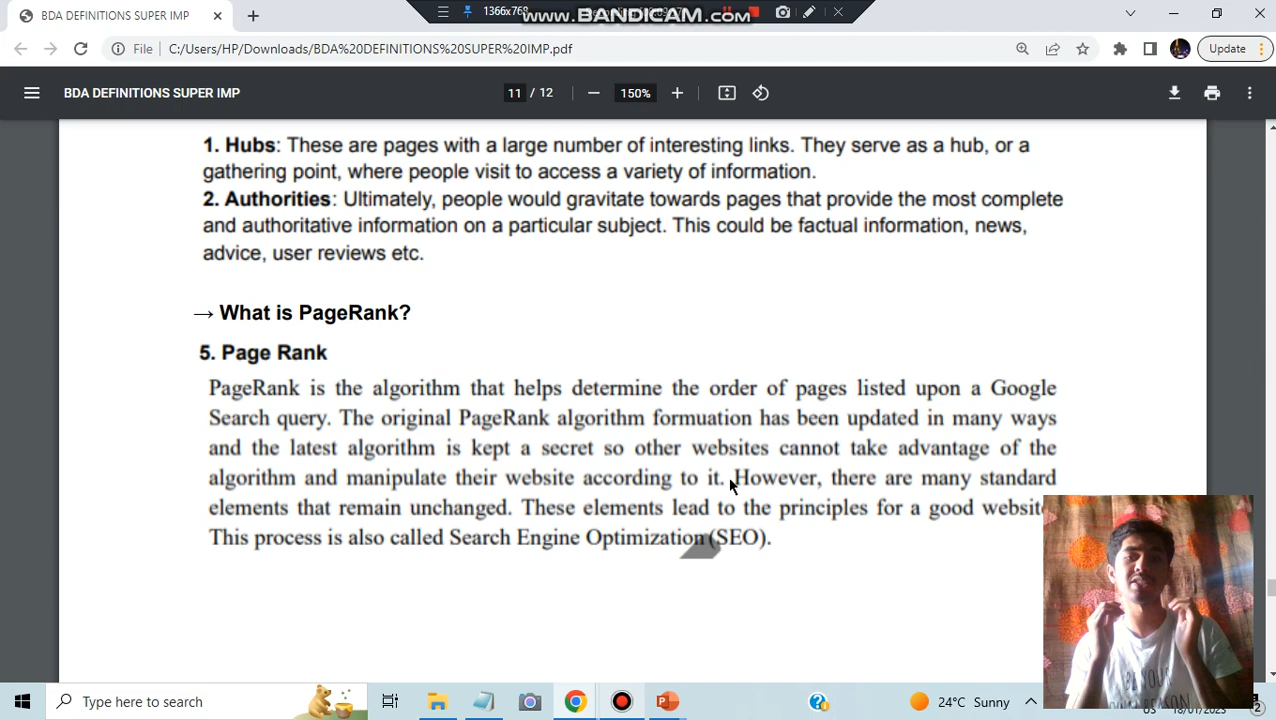 BDA DEFINITIONS SUPER IMP
1366x768
www.BANDICAM.com
File
C:/Users/HP/Downloads/BDA%20DEFINITIONS%20SUPER%20IMP.pdf
Update
BDA DEFINITIONS SUPER IMP
11 / 12
150%
1. Hubs: These are pages with a large number of interesting links. They serve as a hub, or a
gathering point, where people visit to access a variety of information.
2. Authorities: Ultimately, people would gravitate towards pages that provide the most complete
and authoritative information on a particular subject. This could be factual information, news,
advice, user reviews etc.
→ What is PageRank?
5. Page Rank
PageRank is the algorithm that helps determine the order of pages listed upon a Google
Search query. The original PageRank algorithm formuation has been updated in many ways
and the latest algorithm is kept a secret so other websites cannot take advantage of the
algorithm and manipulate their website according to it. However, there are many standard
elements that remain unchanged. These elements lead to the principles for a good website
This process is also called Search Engine Optimization (SEO).
Type here to search
24°C Sunny